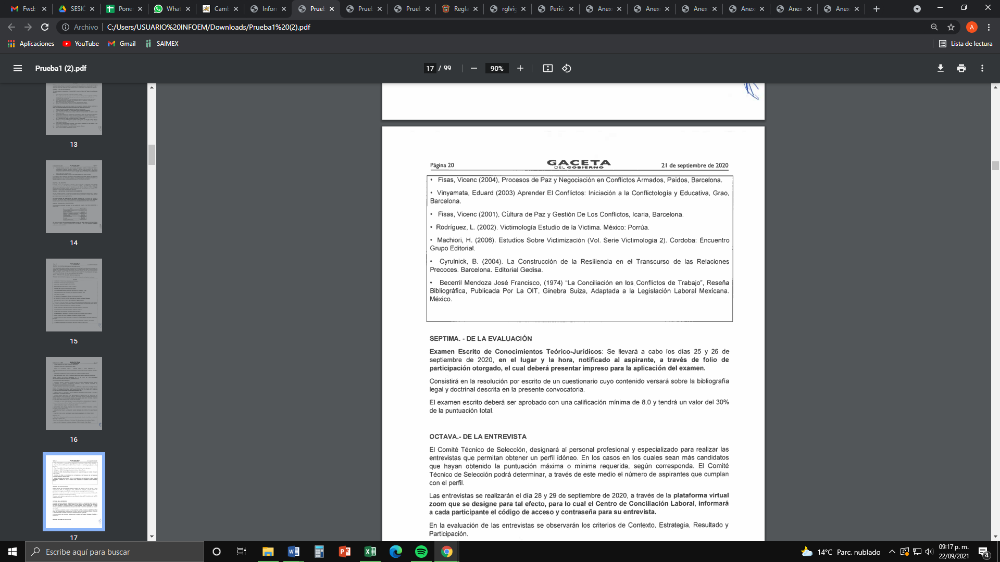 Fwd:
SESIÓ
Pone
What
Camb
Inform
Prueb
Prueb
Prueb
Regla
rglvig
Perió
Anexo
Anex
Anex
Anex
Anex
Anex
Archivo C:/Users/USUARIO%20INFOEM/Downloads/Prueba1%20(2).pdf
A
Aplicaciones YouTube Gmail SAIMEX Lista de lectura
Prueba1 (2).pdf 17 / 99 90%
13
14
15
16
17
Página 20 GACETA DEL GOBIERNO 21 de septiembre de 2020
• Fisas, Vicenc (2004), Procesos de Paz y Negociación en Conflictos Armados, Paidos, Barcelona.
• Vinyamata, Eduard (2003) Aprender El Conflictos: Iniciación a la Conflictología y Educativa, Grao,
Barcelona.
• Fisas, Vicenc (2001), Cultura de Paz y Gestión De Los Conflictos, Icaria, Barcelona.
• Rodríguez, L. (2002). Victimología Estudio de la Victima. México: Porrúa.
• Machiori, H. (2006). Estudios Sobre Victimización (Vol. Serie Victimologia 2). Cordoba: Encuentro
Grupo Editorial.
• Cyrulnick, B. (2004). La Construcción de la Resiliencia en el Transcurso de las Relaciones
Precoces. Barcelona. Editorial Gedisa.
• Becerril Mendoza José Francisco, (1974) "La Conciliación en los Conflictos de Trabajo", Reseña
Bibliográfica, Publicada Por La OIT, Ginebra Suiza, Adaptada a la Legislación Laboral Mexicana.
México.
SEPTIMA. - DE LA EVALUACIÓN
Examen Escrito de Conocimientos Teórico-Jurídicos: Se llevará a cabo los días 25 y 26 de
septiembre de 2020, en el lugar y la hora, notificado al aspirante, a través de folio de
participación otorgado, el cual deberá presentar impreso para la aplicación del examen.
Consistirá en la resolución por escrito de un cuestionario cuyo contenido versará sobre la bibliografía
legal y doctrinal descrita en la presente convocatoria.
El examen escrito deberá ser aprobado con una calificación mínima de 8.0 y tendrá un valor del 30%
de la puntuación total.
OCTAVA.- DE LA ENTREVISTA
El Comité Técnico de Selección, designará al personal profesional y especializado para realizar las
entrevistas que permitan obtener un perfil idóneo. En los casos en los cuales sean más candidatos
que hayan obtenido la puntuación máxima o mínima requerida, según corresponda. El Comité
Técnico de Selección podrá determinar, a través de este medio el número de aspirantes que cumplan
con el perfil.
Las entrevistas se realizarán el día 28 y 29 de septiembre de 2020, a través de la plataforma virtual
zoom que se designe para tal efecto, para lo cual el Centro de Conciliación Laboral, informará
a cada participante el código de acceso y contraseña para su entrevista.
En la evaluación de las entrevistas se observarán los criterios de Contexto, Estrategia, Resultado y
Participación.
Escribe aquí para buscar
14°C Parc. nublado
09:17 p. m.
22/09/2021
4